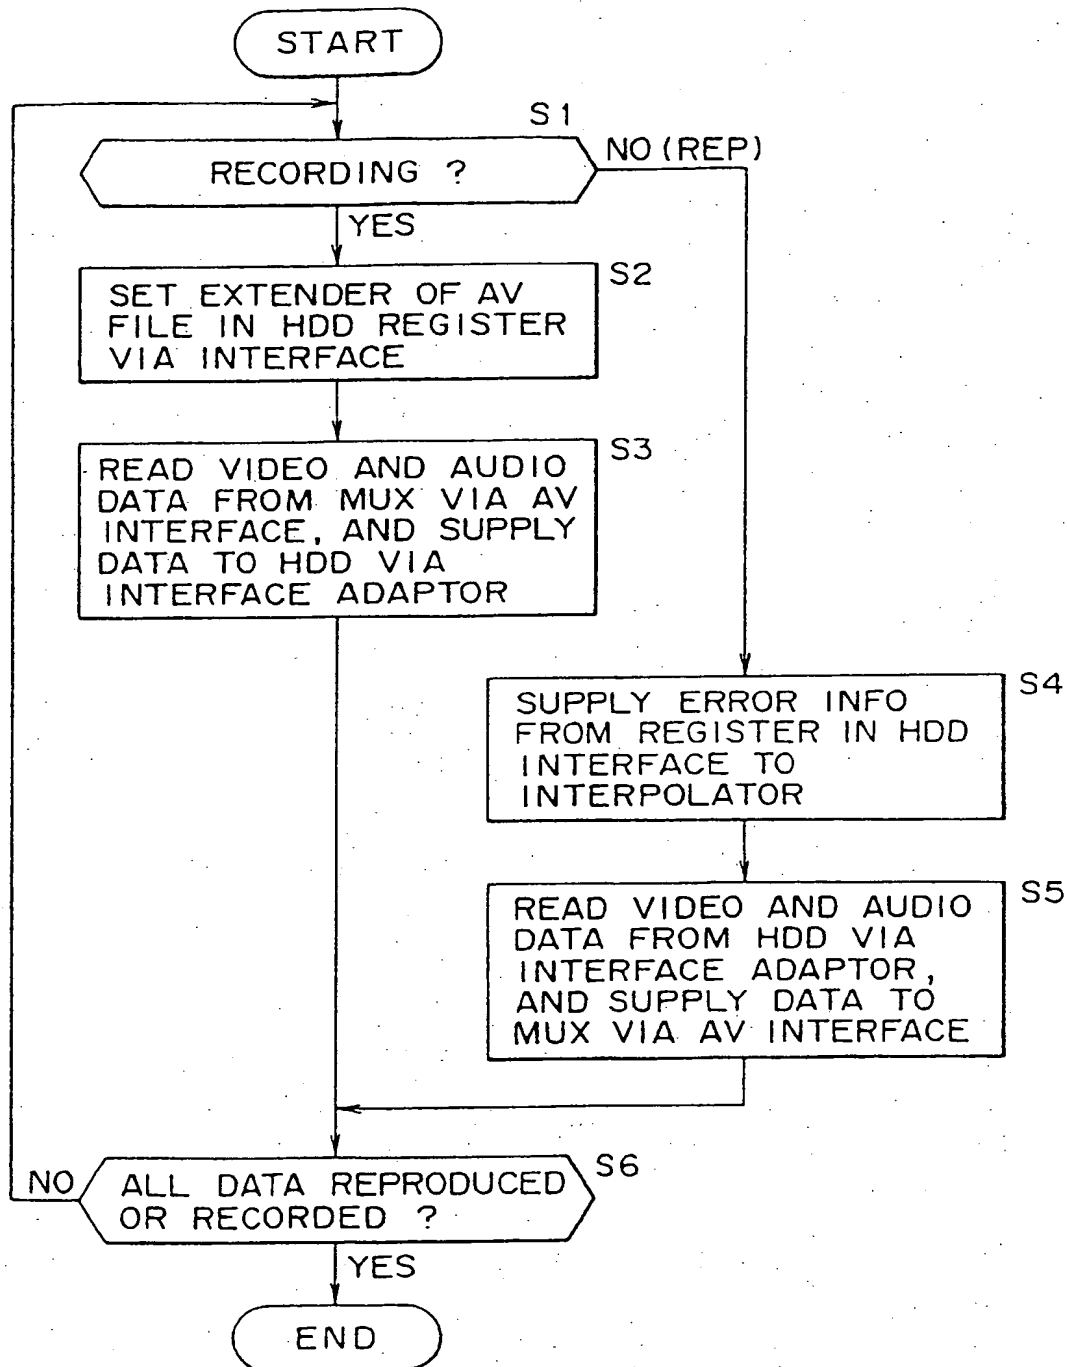 START
S1
RECORDING ?
NO (REP)
YES
S2
SET EXTENDER OF AV
FILE IN HDD REGISTER
VIA INTERFACE
S3
READ VIDEO AND AUDIO
DATA FROM MUX VIA AV
INTERFACE, AND SUPPLY
DATA TO HDD VIA
INTERFACE ADAPTOR
S4
SUPPLY ERROR INFO
FROM REGISTER IN HDD
INTERFACE TO
INTERPOLATOR
S5
READ VIDEO AND AUDIO
DATA FROM HDD VIA
INTERFACE ADAPTOR,
AND SUPPLY DATA TO
MUX VIA AV INTERFACE
S6
NO
ALL DATA REPRODUCED
OR RECORDED ?
YES
END